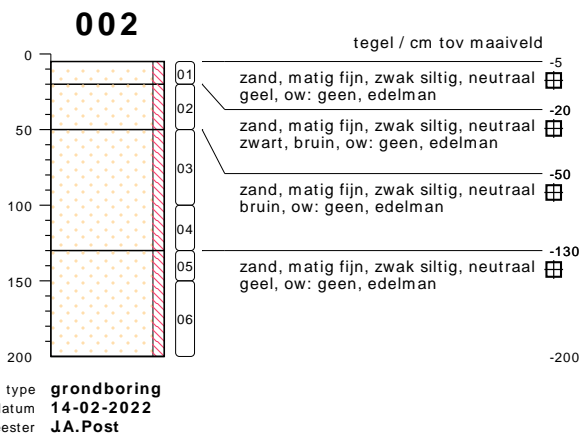 002
tegel / cm tov maaiveld
0
-5
01
zand, matig fijn, zwak siltig, neutraal
geel, ow: geen, edelman
-20
02
zand, matig fijn, zwak siltig, neutraal
zwart, bruin, ow: geen, edelman
50
-50
03
zand, matig fijn, zwak siltig, neutraal
bruin, ow: geen, edelman
100
04
-130
05
zand, matig fijn, zwak siltig, neutraal
geel, ow: geen, edelman
150
06
200
-200
type grondboring
atum 14-02-2022
ester J.A.Post